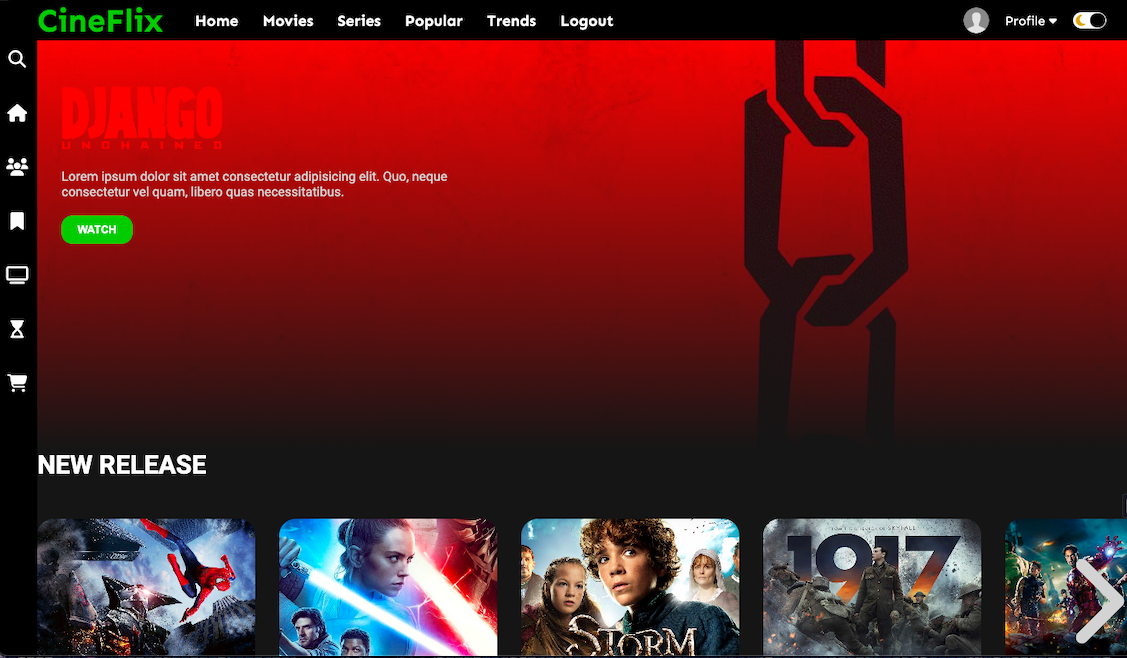 CineFlix
Home
Movies
Series
Popular
Trends
Logout
Profile
DJANGO
UNCHAINED
Lorem ipsum dolor sit amet consectetur adipisicing elit. Quo, neque
consectetur vel quam, libero quas necessitatibus.
WATCH
NEW RELEASE
STORM
SKYFALL
1917